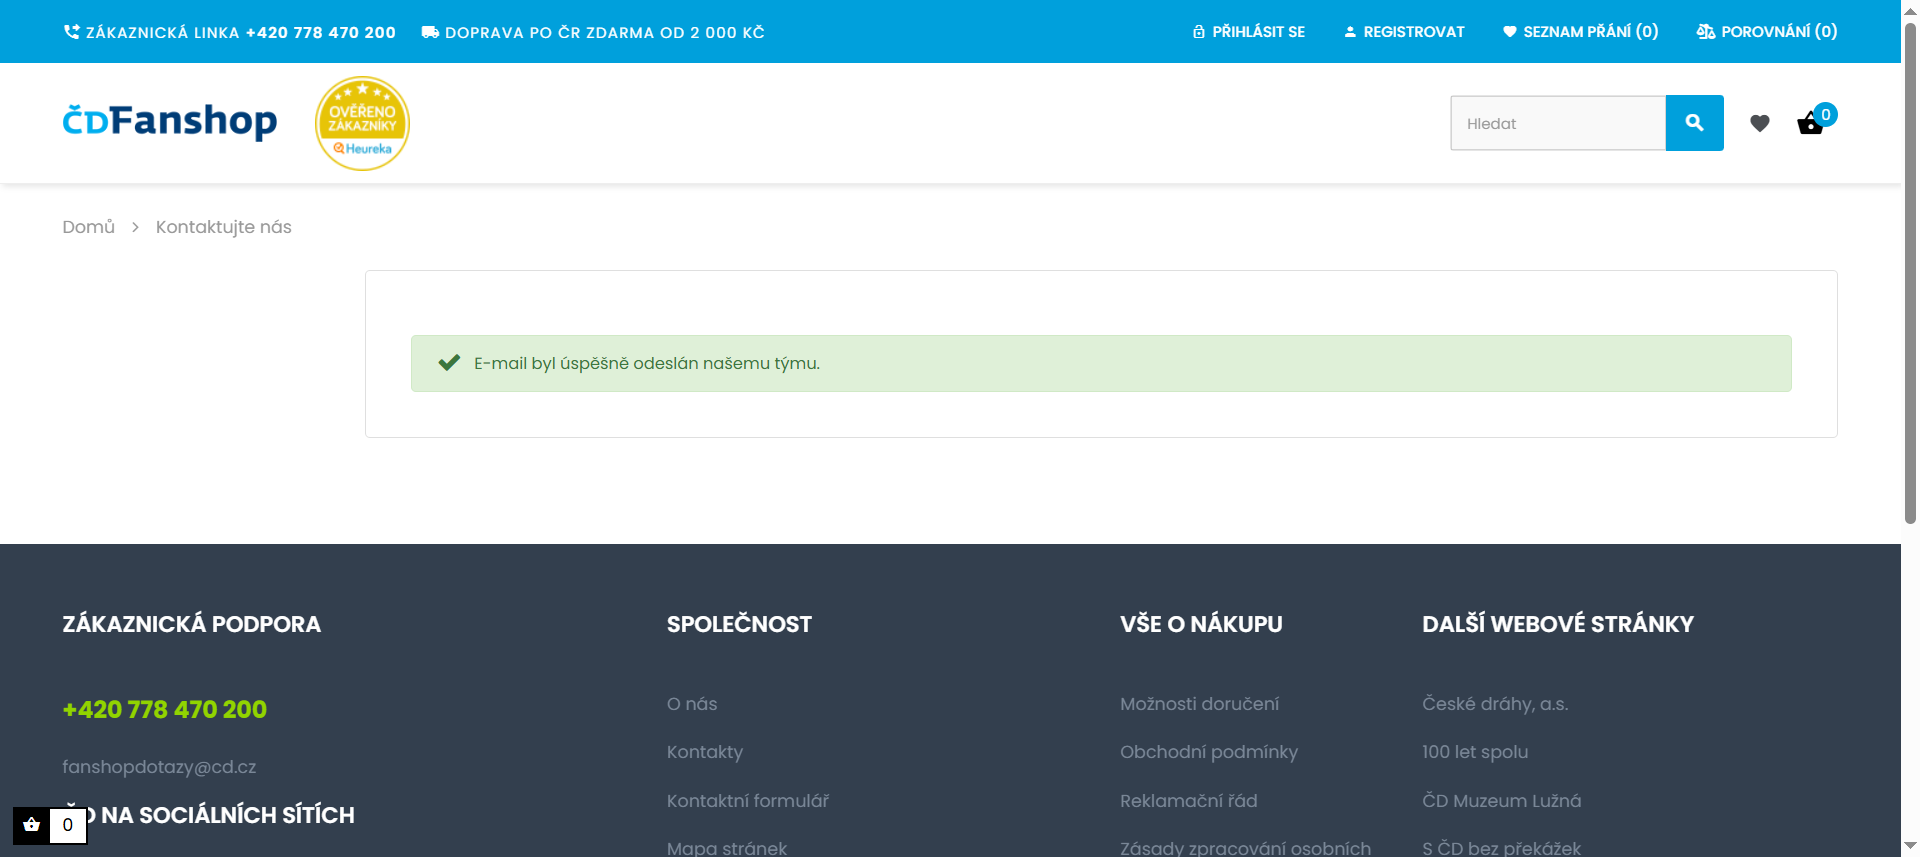 ZÁKAZNICKÁ LINKA +420 778 470 200 DOPRAVA PO ČR ZDARMA OD 2 000 KČ PŘIHLÁSIT SE REGISTROVAT SEZNAM PŘÁNÍ (0) POROVNÁNÍ (0)
ČDFanshop
OVĚŘENO
ZÁKAZNÍKY
Heureka
Hledat
0
Domů > Kontaktujte nás
E-mail byl úspěšně odeslán našemu týmu.
ZÁKAZNICKÁ PODPORA
+420 778 470 200
fanshopdotazy@cd.cz
NA SOCIÁLNÍCH SÍTÍCH
0
SPOLEČNOST
O nás
Kontakty
Kontaktní formulář
Mapa stránek
VŠE O NÁKUPU
Možnosti doručení
Obchodní podmínky
Reklamační řád
Zásady zpracování osobních
DALŠÍ WEBOVÉ STRÁNKY
České dráhy, a.s.
100 let spolu
ČD Muzeum Lužná
S ČD bez překážek